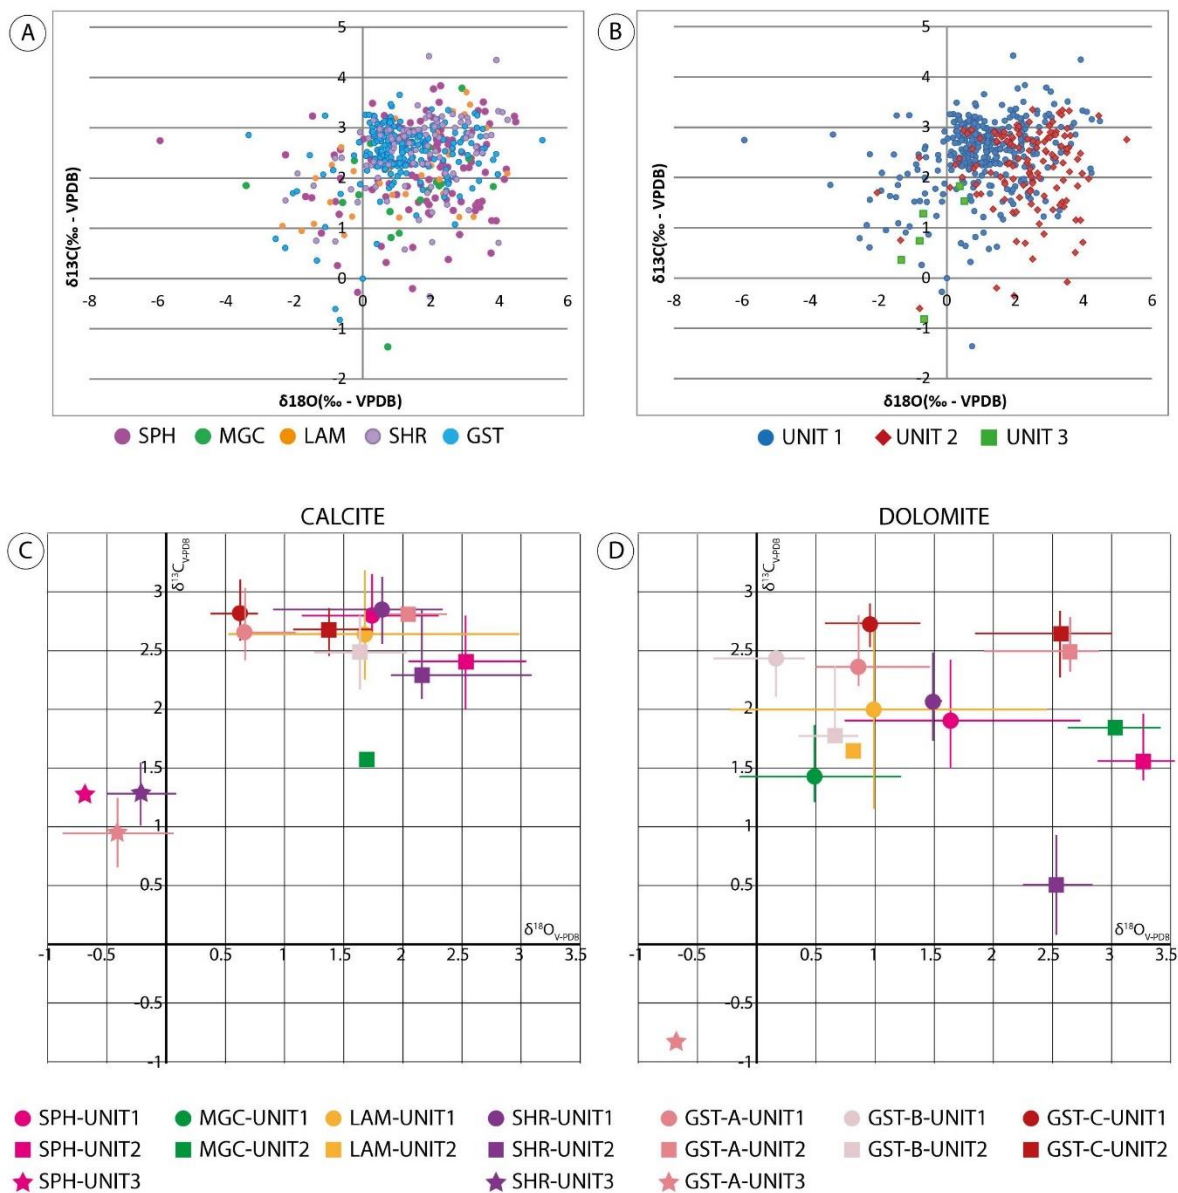 A
5
4
3
2
1
0
-1
-2
-8
-6
-4
-2
0
2
4
6
δ13C(‰ - VPDB)
δ18O(‰ - VPDB)
SPH
MGC
LAM
SHR
GST
B
5
4
3
2
1
0
-1
-2
-8
-6
-4
-2
0
2
4
6
δ13C(‰ - VPDB)
δ18O(‰ - VPDB)
UNIT 1
UNIT 2
UNIT 3
CALCITE
C
δ¹³C V-PDB
3
2.5
2
1.5
1
0.5
-0.5
-1
δ¹⁸O V-PDB
-1
-0.5
0.5
1
1.5
2
2.5
3
3.5
DOLOMITE
D
δ¹³C V-PDB
3
2.5
2
1.5
1
0.5
-0.5
-1
δ¹⁸O V-PDB
-1
-0.5
0.5
1
1.5
2
2.5
3
3.5
SPH-UNIT1
MGC-UNIT1
LAM-UNIT1
SHR-UNIT1
GST-A-UNIT1
GST-B-UNIT1
GST-C-UNIT1
SPH-UNIT2
MGC-UNIT2
LAM-UNIT2
SHR-UNIT2
GST-A-UNIT2
GST-B-UNIT2
GST-C-UNIT2
SPH-UNIT3
SHR-UNIT3
GST-A-UNIT3